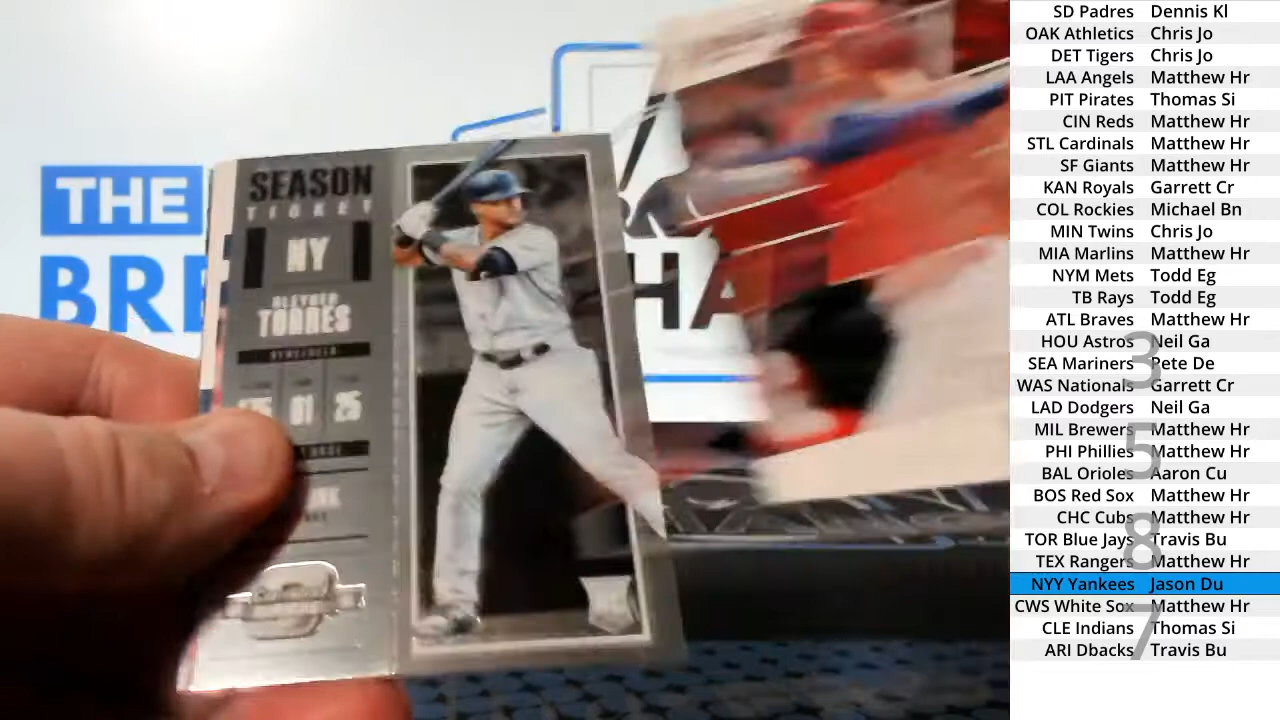 THE
BRE
HA
SEASON
TICKET
NY
GLEYBER
TORRES
01 25
SD Padres Dennis Kl
OAK Athletics Chris Jo
DET Tigers Chris Jo
LAA Angels Matthew Hr
PIT Pirates Thomas Si
CIN Reds Matthew Hr
STL Cardinals Matthew Hr
SF Giants Matthew Hr
KAN Royals Garrett Cr
COL Rockies Michael Bn
MIN Twins Chris Jo
MIA Marlins Matthew Hr
NYM Mets Todd Eg
TB Rays Todd Eg
ATL Braves Matthew Hr
HOU Astros Neil Ga
SEA Mariners Pete De
WAS Nationals Garrett Cr
LAD Dodgers Neil Ga
MIL Brewers Matthew Hr
PHI Phillies Matthew Hr
BAL Orioles Aaron Cu
BOS Red Sox Matthew Hr
CHC Cubs Matthew Hr
TOR Blue Jays Travis Bu
TEX Rangers Matthew Hr
NYY Yankees Jason Du
CWS White Sox Matthew Hr
CLE Indians Thomas Si
ARI Dbacks Travis Bu
3
5
8
7